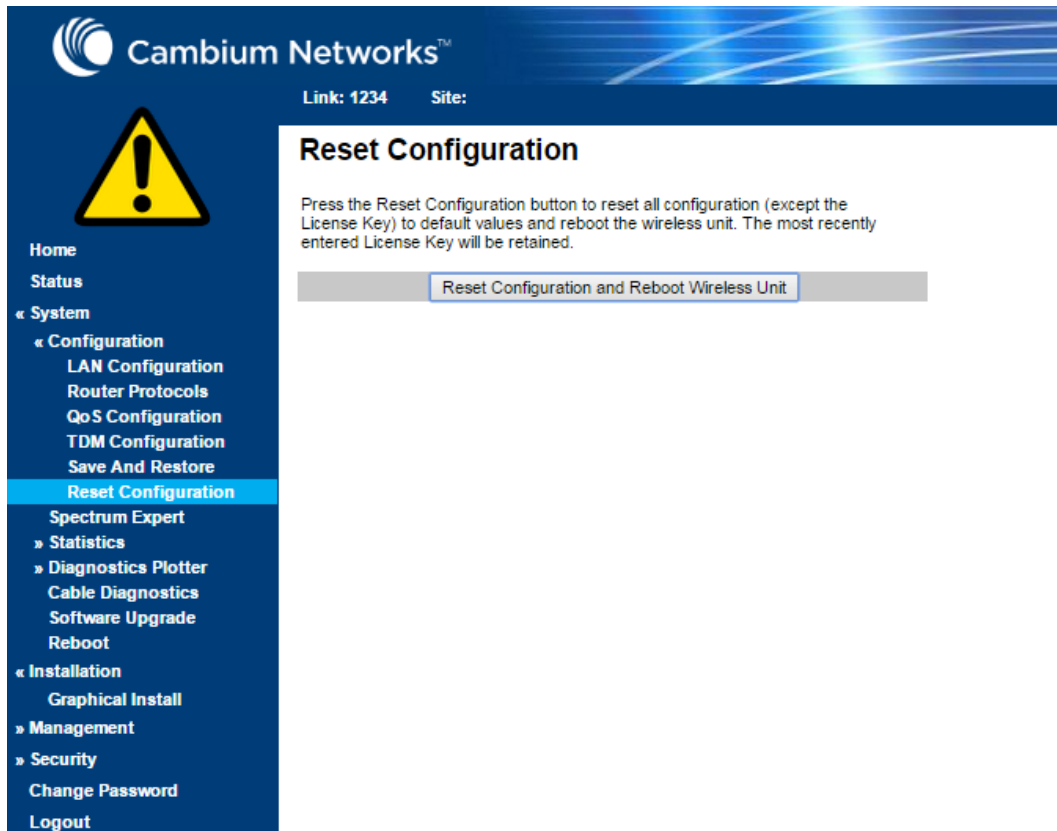 Cambium Networks™
Link: 1234 Site:
Home
Status
« System
« Configuration
LAN Configuration
Router Protocols
QoS Configuration
TDM Configuration
Save And Restore
Reset Configuration
Spectrum Expert
» Statistics
» Diagnostics Plotter
Cable Diagnostics
Software Upgrade
Reboot
« Installation
Graphical Install
» Management
» Security
Change Password
Logout
Reset Configuration
Press the Reset Configuration button to reset all configuration (except the
License Key) to default values and reboot the wireless unit. The most recently
entered License Key will be retained.
Reset Configuration and Reboot Wireless Unit